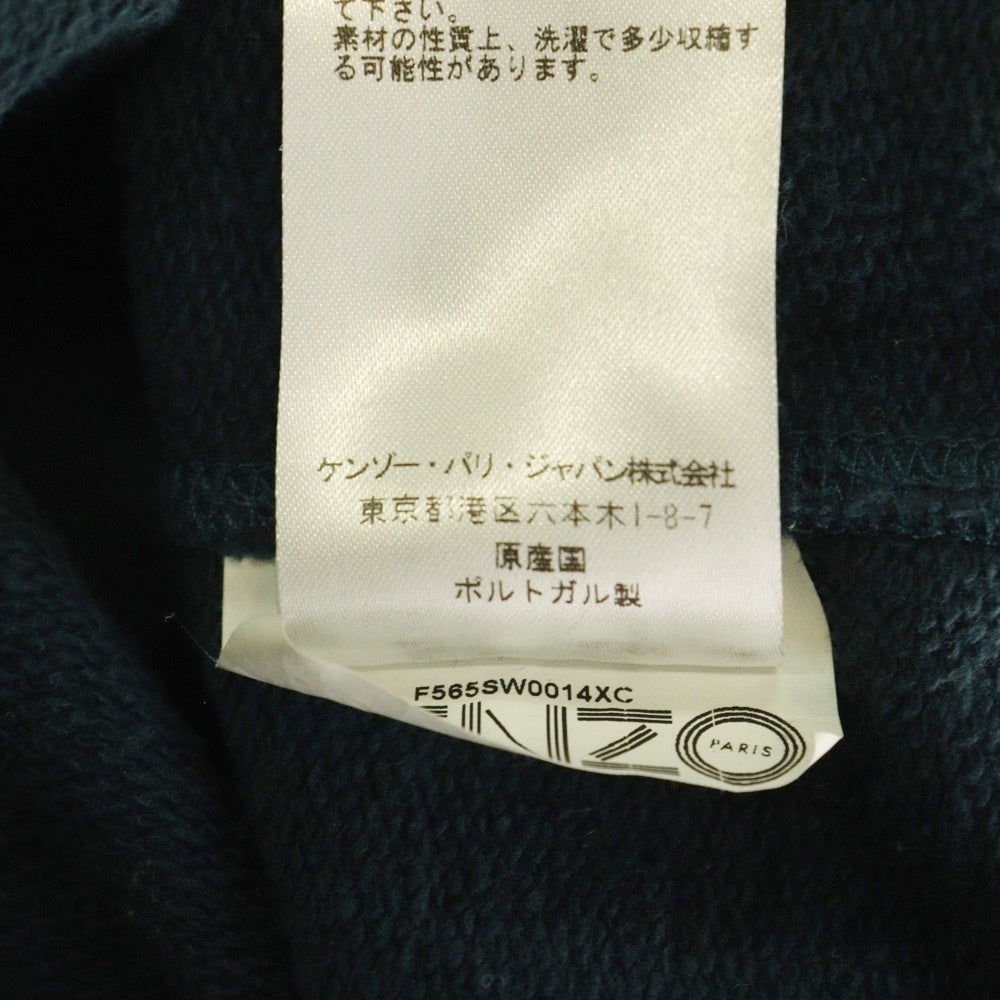 て下さい。
素材の性質上、洗濯で多少収縮す
る可能性があります。
ケンゾー・パリ・ジャパン株式会社
東京都港区六本木1-8-7
原産国
ポルトガル製
F565SW0014XC
NZO
PARIS